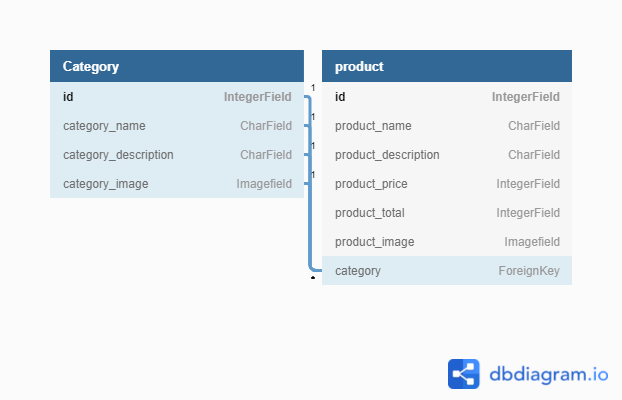 Category
id IntegerField
category_name CharField
category_description CharField
category_image Imagefield
1
1
1
1
*
product
id IntegerField
product_name CharField
product_description CharField
product_price IntegerField
product_total IntegerField
product_image Imagefield
category ForeignKey
dbdiagram.io